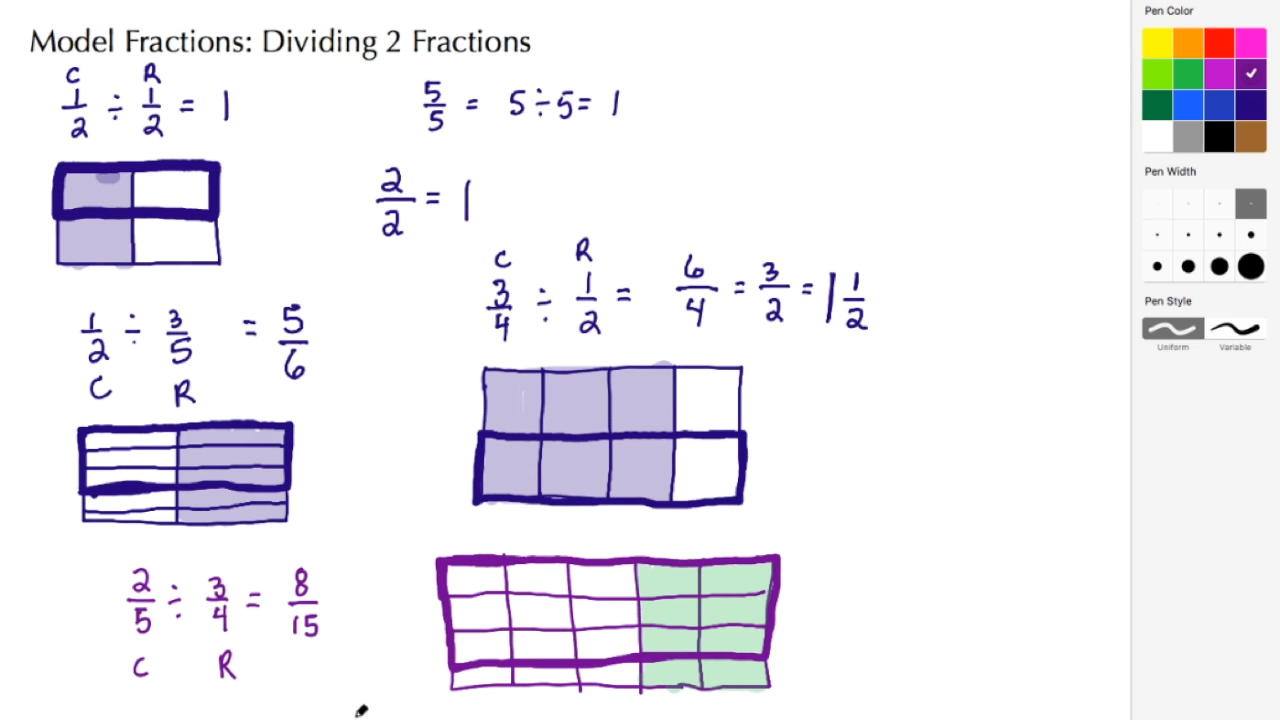 Model Fractions: Dividing 2 Fractions
C R
1/2 ÷ 1/2 = 1
5/5 = 5÷5= 1
2/2 = 1
C R
3/4 ÷ 1/2 = 6/4 = 3/2 = 1 1/2
1/2 ÷ 3/5 = 5/6
C R
2/5 ÷ 3/4 = 8/15
C R
Pen Color
Pen Width
Pen Style
Uniform Variable